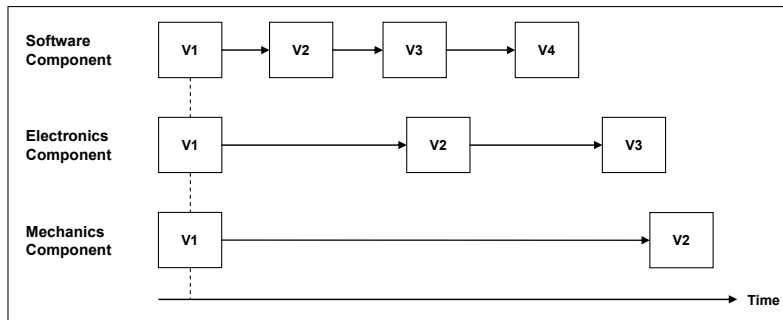 Software
Component
V1
V2
V3
V4
Electronics
Component
V1
V2
V3
Mechanics
Component
V1
V2
Time